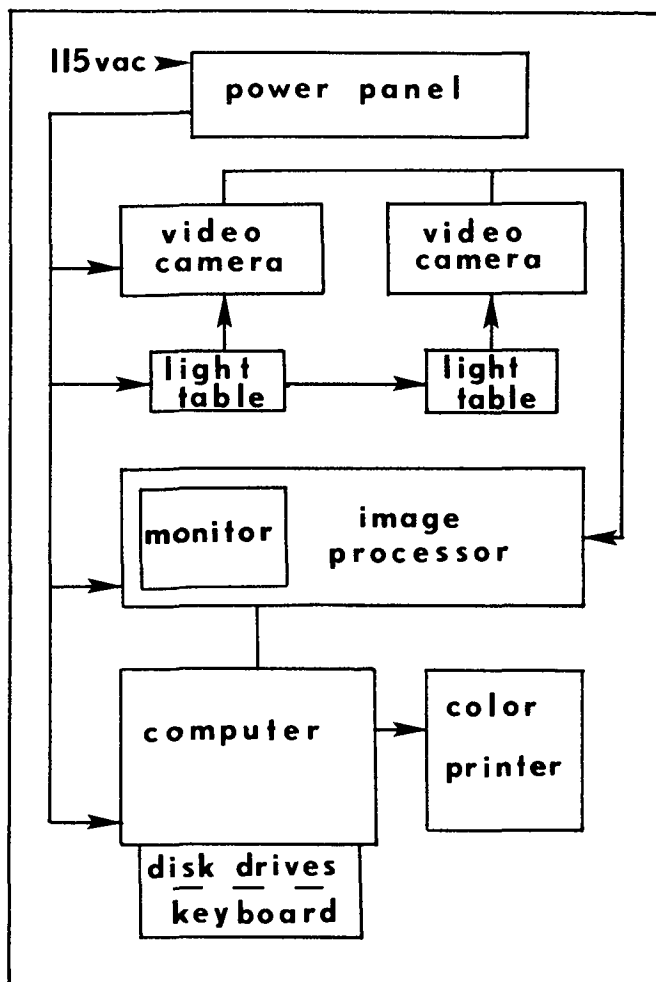 115vac
power panel
video
camera
video
camera
light
table
light
table
monitor
image
processor
computer
color
printer
disk drives
keyboard